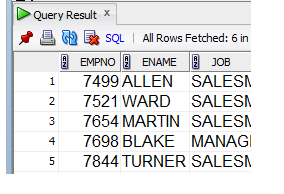 Query Result x
SQL | All Rows Fetched: 6 in
EMPNO ENAME JOB
1 7499 ALLEN SALESM
2 7521 WARD SALESM
3 7654 MARTIN SALESM
4 7698 BLAKE MANAG
5 7844 TURNER SALESM